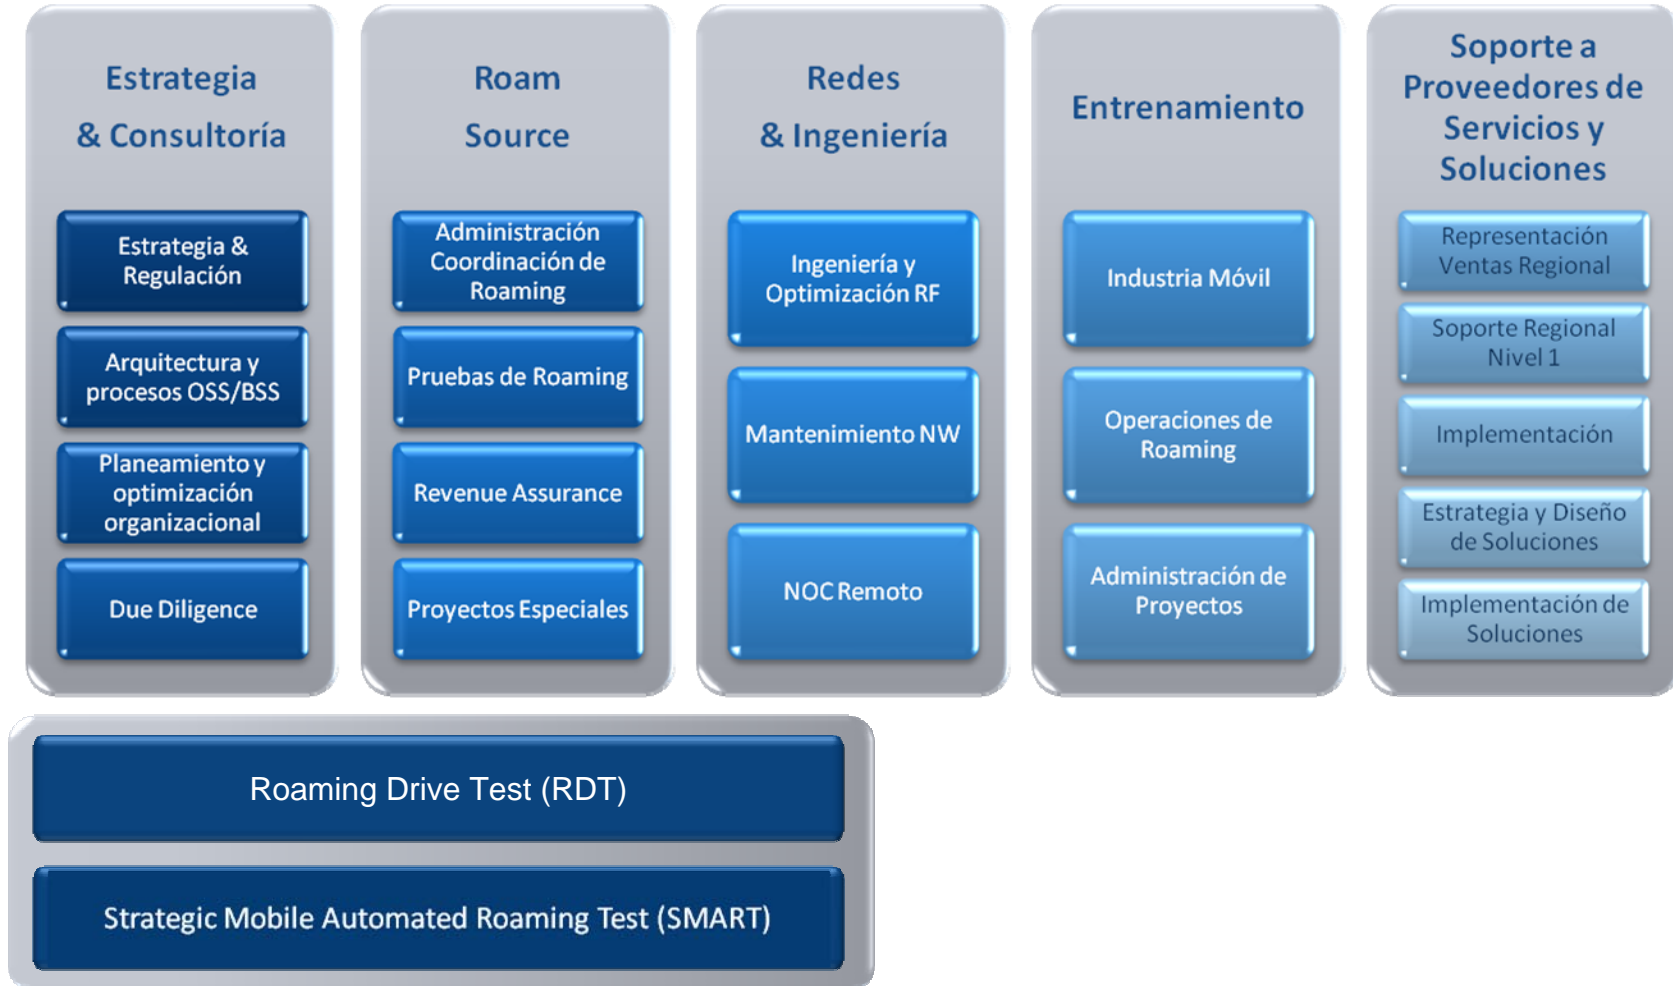 Estrategia
& Consultoría
Estrategia &
Regulación
Arquitectura y
procesos OSS/BSS
Planeamiento y
optimización
organizacional
Due Diligence
Roam
Source
Administración
Coordinación de
Roaming
Pruebas de Roaming
Revenue Assurance
Proyectos Especiales
Redes
& Ingeniería
Ingeniería y
Optimización RF
Mantenimiento NW
NOC Remoto
Entrenamiento
Industria Móvil
Operaciones de
Roaming
Administración de
Proyectos
Soporte a
Proveedores de
Servicios y
Soluciones
Representación
Ventas Regional
Soporte Regional
Nivel 1
Implementación
Estrategia y Diseño
de Soluciones
Implementación de
Soluciones
Roaming Drive Test (RDT)
Strategic Mobile Automated Roaming Test (SMART)